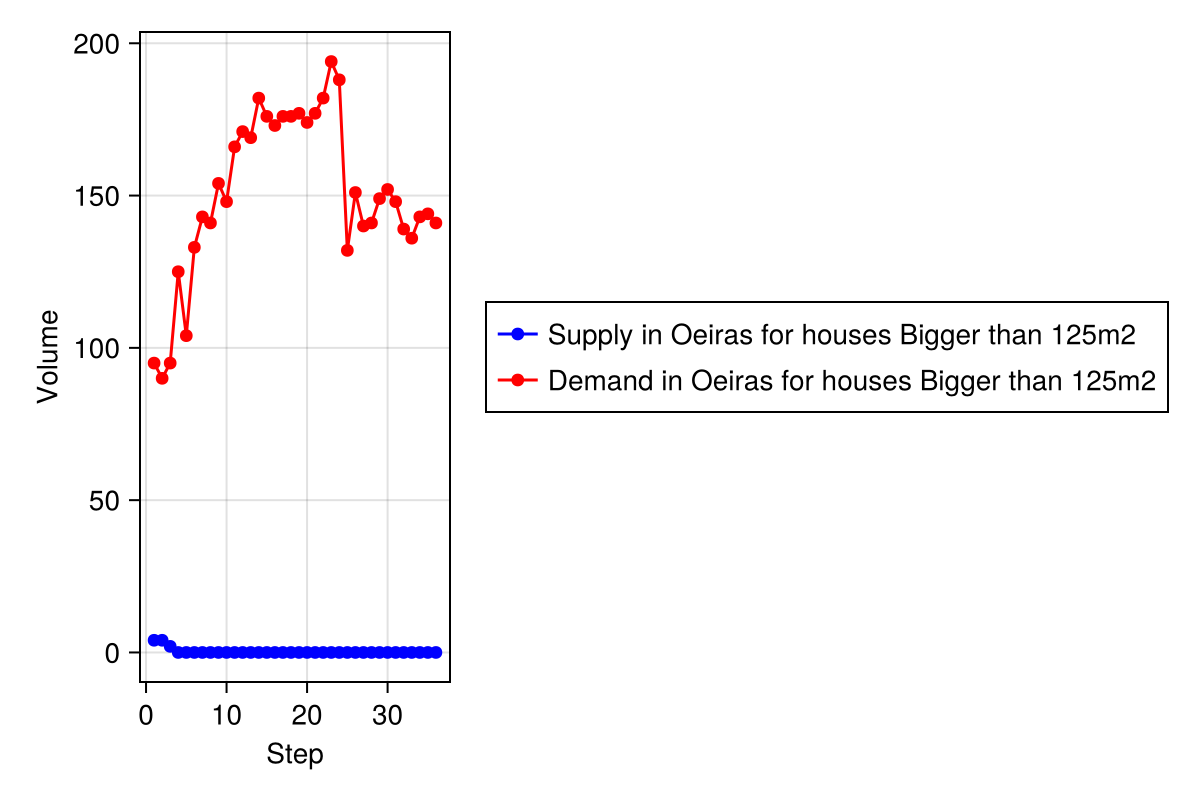 200
150
100
50
0
Volume
0 10 20 30
Step
Supply in Oeiras for houses Bigger than 125m2
Demand in Oeiras for houses Bigger than 125m2